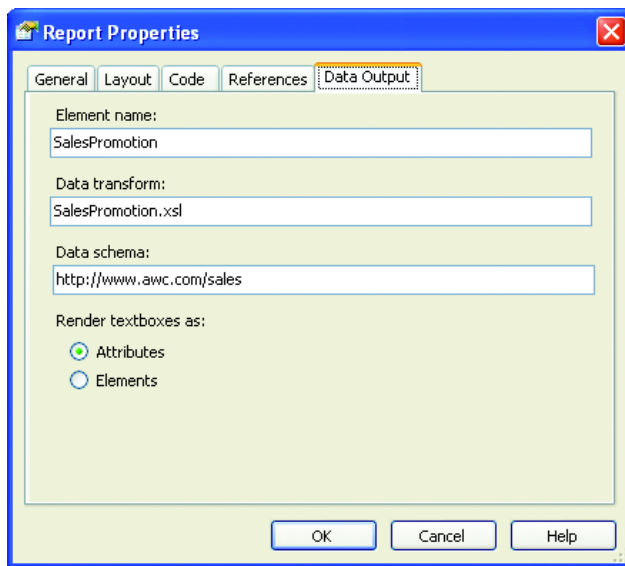 Report Properties
General Layout Code References Data Output
Element name:
SalesPromotion
Data transform:
SalesPromotion.xsl
Data schema:
http://www.awc.com/sales
Render textboxes as:
Attributes
Elements
OK Cancel Help